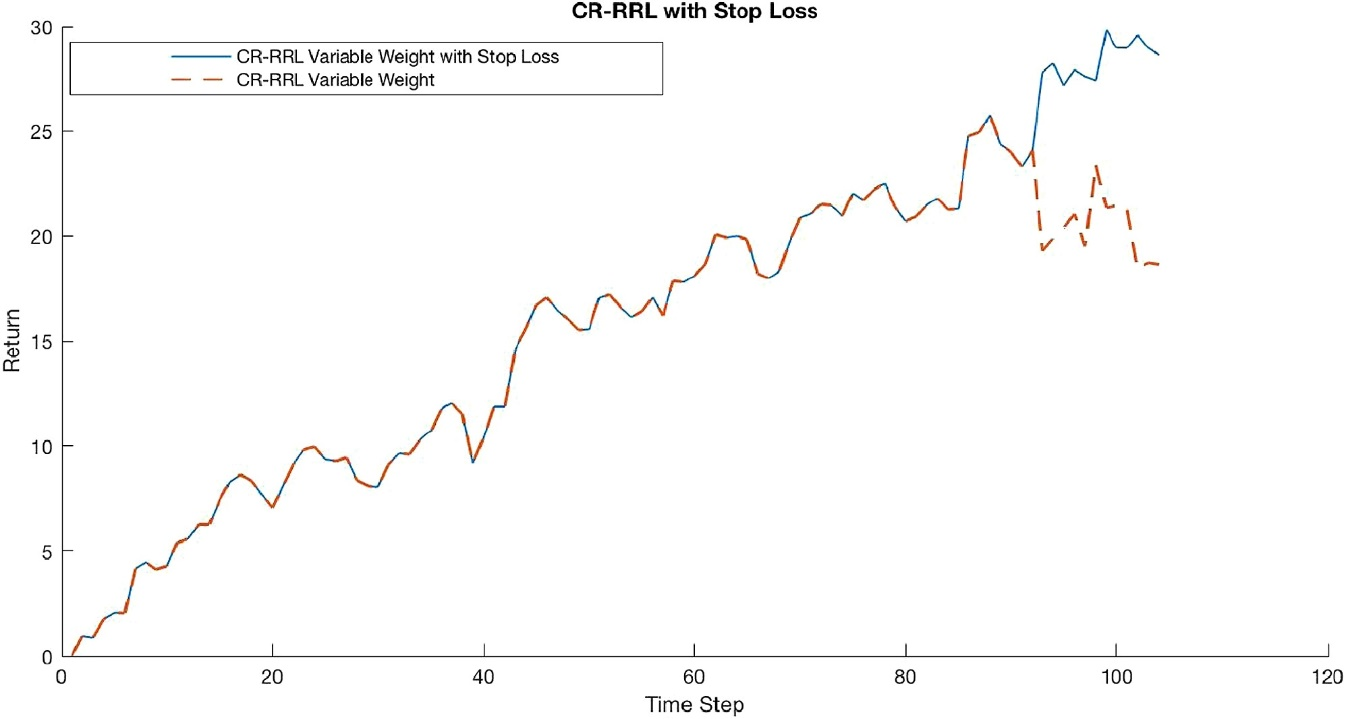 CR-RRL with Stop Loss
CR-RRL Variable Weight with Stop Loss
CR-RRL Variable Weight
30
25
20
15
10
5
0
Return
0 20 40 60 80 100 120
Time Step